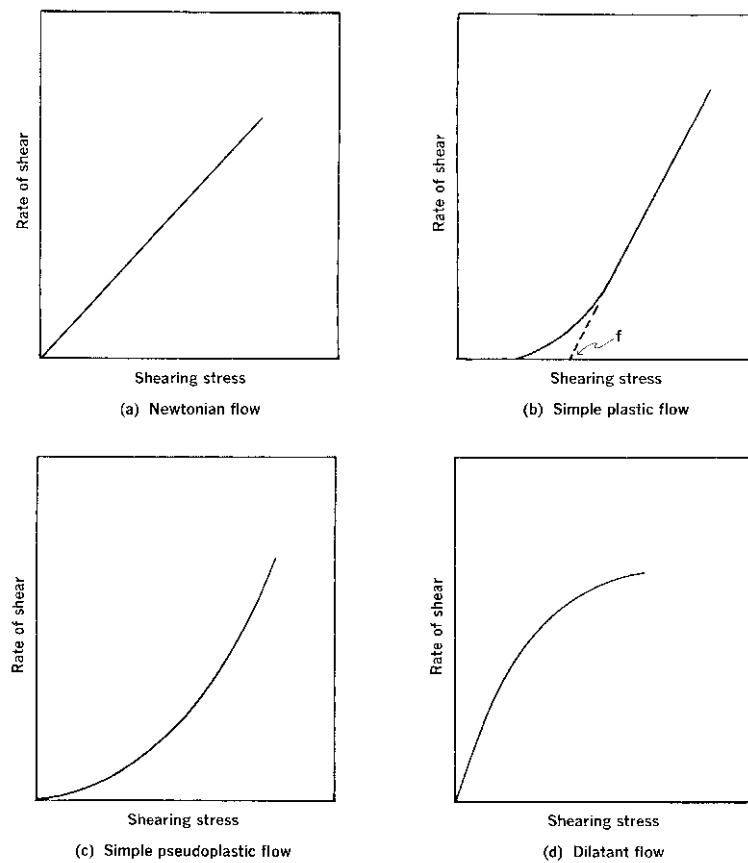 Rate of shear
Shearing stress
(a) Newtonian flow
Rate of shear
f
Shearing stress
(b) Simple plastic flow
Rate of shear
Shearing stress
(c) Simple pseudoplastic flow
Rate of shear
Shearing stress
(d) Dilatant flow